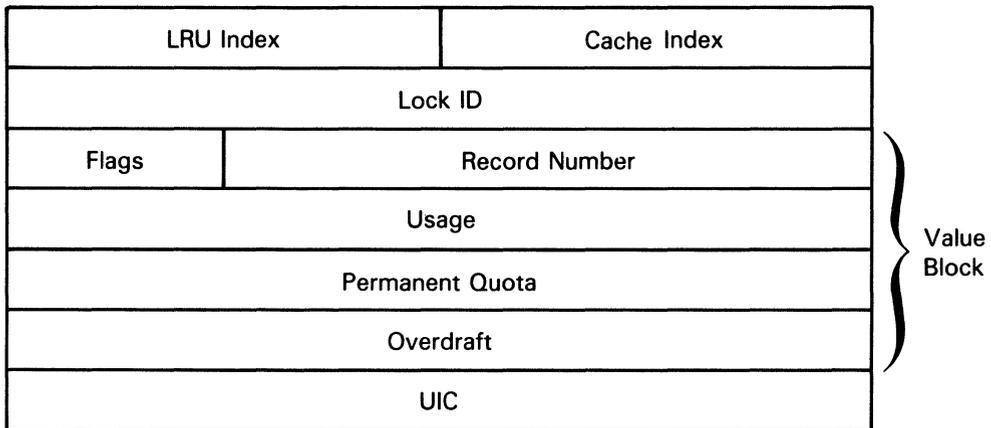 LRU Index Cache Index
Lock ID
Flags Record Number
Usage
Value
Block
Permanent Quota
Overdraft
UIC